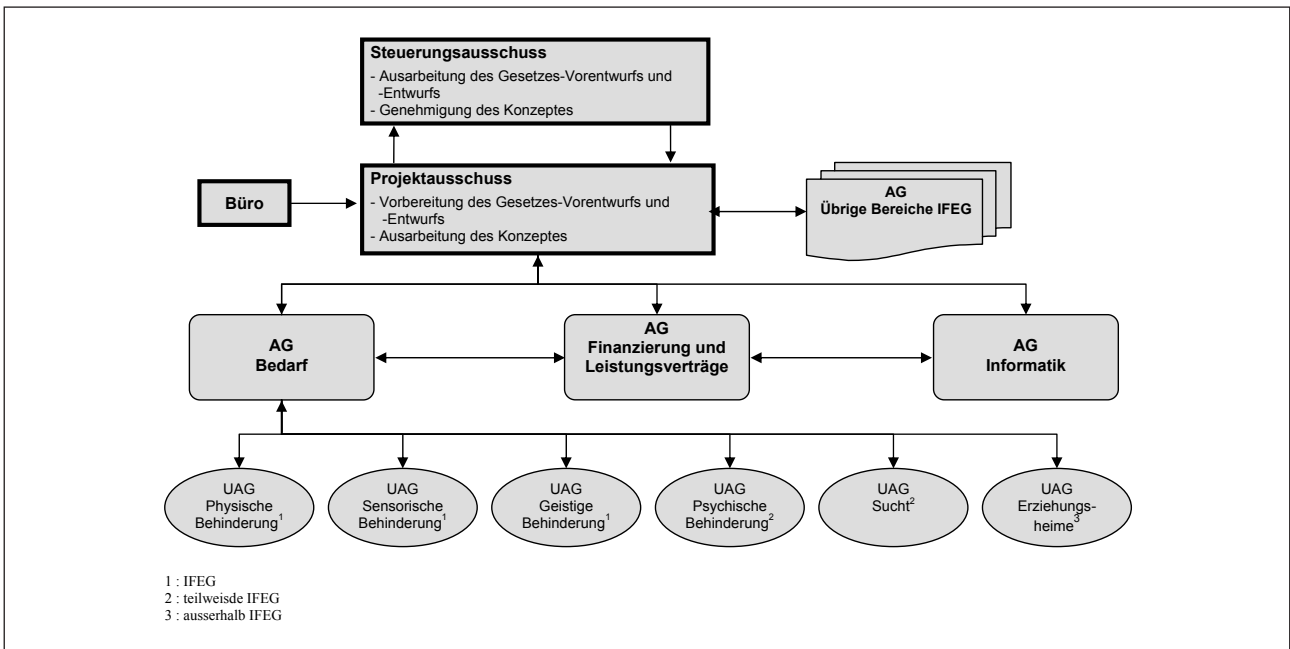 Steuerungsausschuss
- Ausarbeitung des Gesetzes-Vorentwurfs und
-Entwurfs
- Genehmigung des Konzeptes
Büro
Projektausschuss
- Vorbereitung des Gesetzes-Vorentwurfs und
-Entwurfs
- Ausarbeitung des Konzeptes
AG
Übrige Bereiche IFEG
AG
Bedarf
AG
Finanzierung und
Leistungsverträge
AG
Informatik
UAG
Physische
Behinderung¹
UAG
Sensorische
Behinderung¹
UAG
Geistige
Behinderung¹
UAG
Psychische
Behinderung²
UAG
Sucht²
UAG
Erziehungs-
heime³
1 : IFEG
2 : teilweisde IFEG
3 : ausserhalb IFEG